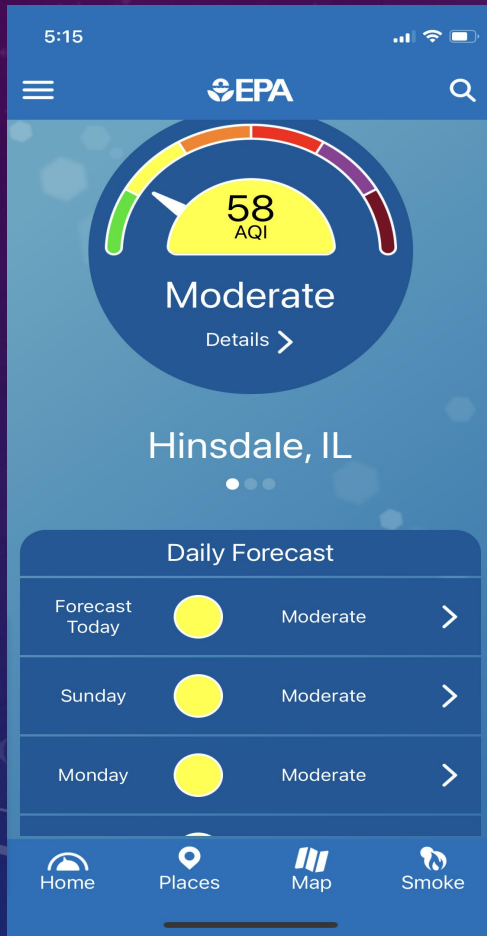 5:15
EPA
58
AQI
Moderate
Details
Hinsdale, IL
Daily Forecast
Forecast
Today
Moderate
Sunday
Moderate
Monday
Moderate
Home
Places
Map
Smoke